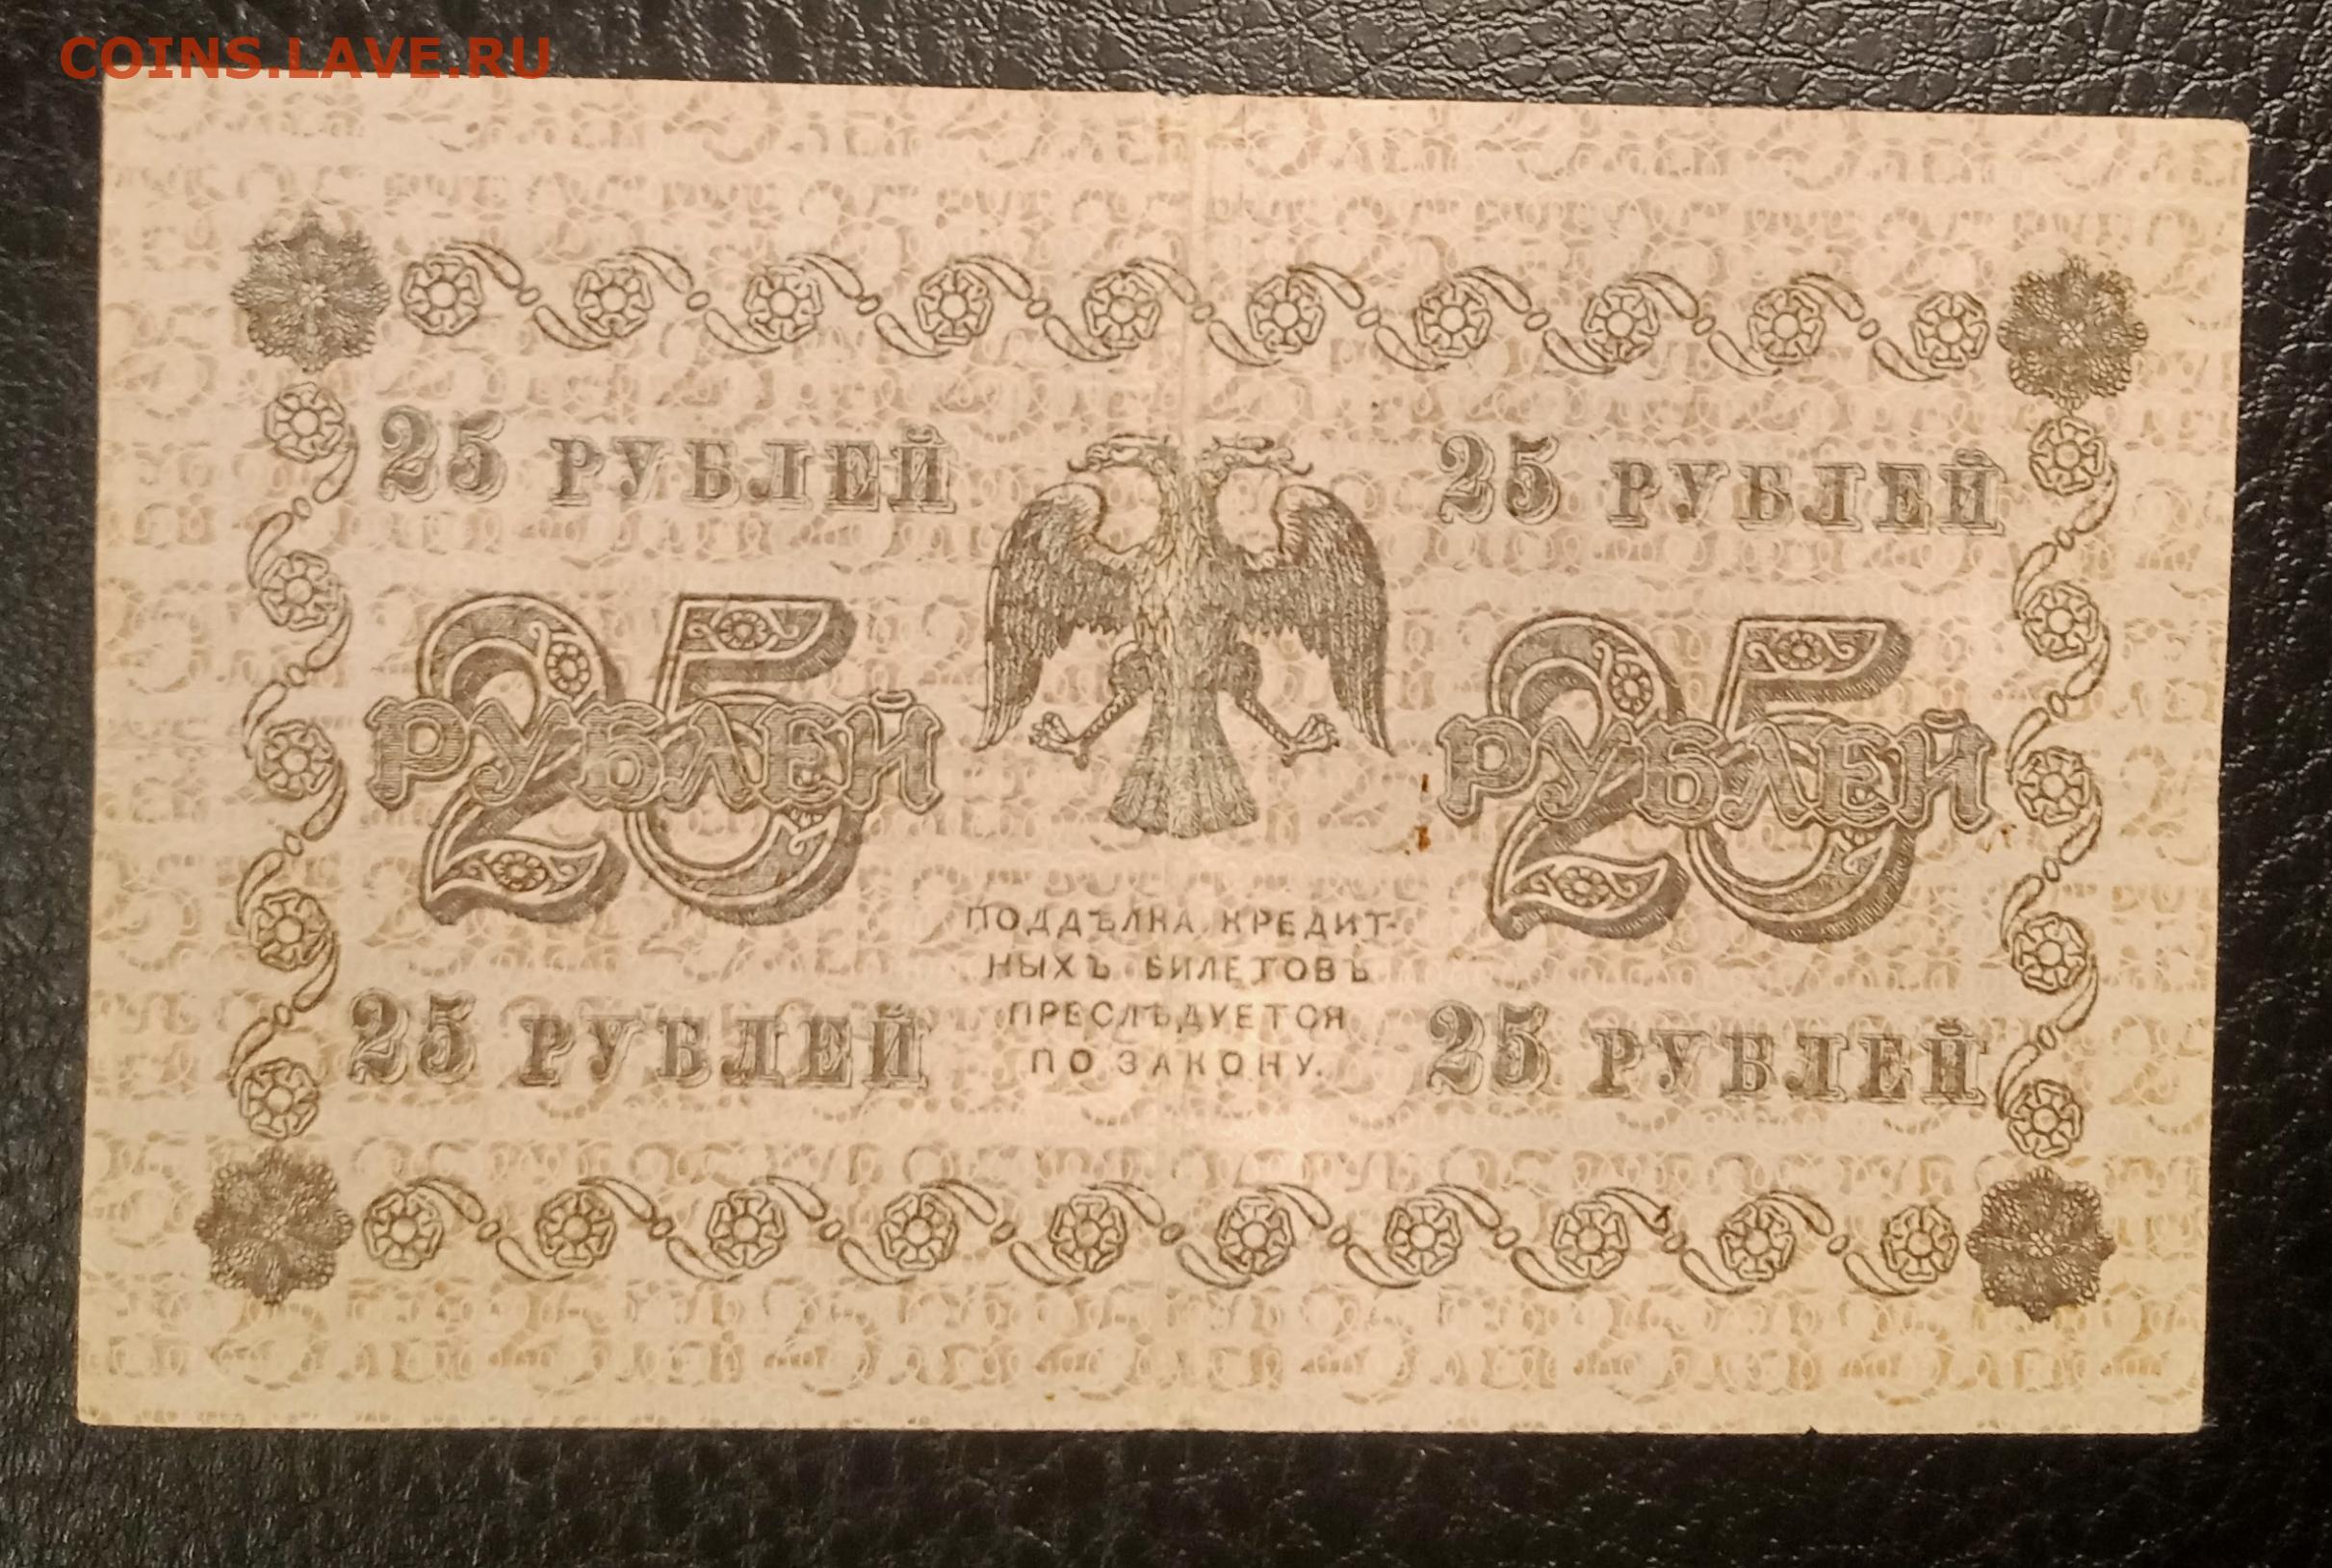 COINS.LAVE.RU
25 РУБЛЕЙ
25 РУБЛЕЙ
25 РУБЛЕЙ
25 РУБЛЕЙ
ПОДДѢЛКА КРЕДИТ-
НЫХЪ БИЛЕТОВЪ
ПРЕСЛѢДУЕТСЯ
ПО ЗАКОНУ.
25 РУБЛЕЙ
25 РУБЛЕЙ